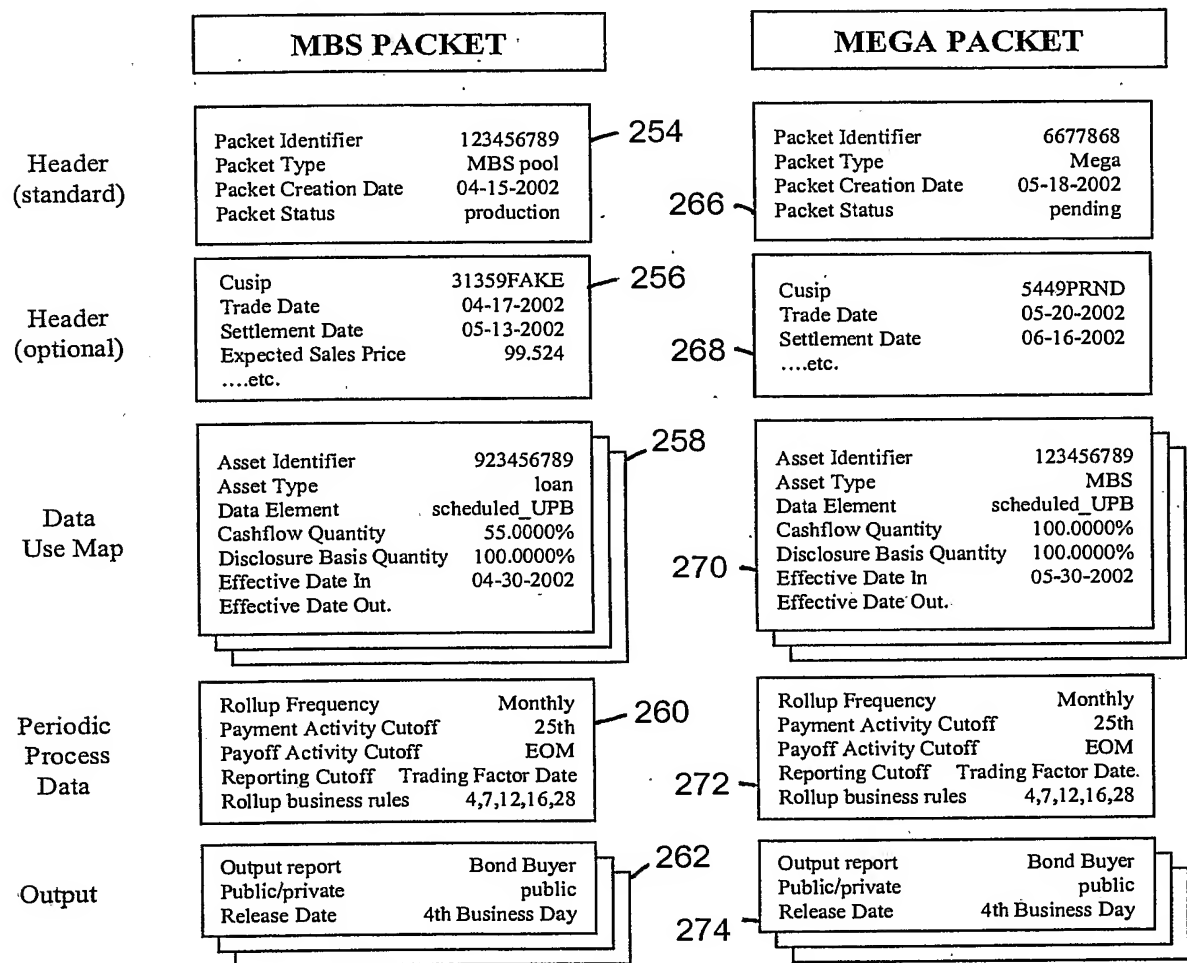 MBS PACKET
MEGA PACKET
Header
(standard)
Packet Identifier 123456789
Packet Type MBS pool
Packet Creation Date 04-15-2002
Packet Status production
254
266
Packet Identifier 6677868
Packet Type Mega
Packet Creation Date 05-18-2002
Packet Status pending
Header
(optional)
Cusip 31359FAKE
Trade Date 04-17-2002
Settlement Date 05-13-2002
Expected Sales Price 99.524
....etc.
256
268
Cusip 5449PRND
Trade Date 05-20-2002
Settlement Date 06-16-2002
....etc.
Data
Use Map
Asset Identifier 923456789
Asset Type loan
Data Element scheduled_UPB
Cashflow Quantity 55.0000%
Disclosure Basis Quantity 100.0000%
Effective Date In 04-30-2002
Effective Date Out.
258
270
Asset Identifier 123456789
Asset Type MBS
Data Element scheduled_UPB
Cashflow Quantity 100.0000%
Disclosure Basis Quantity 100.0000%
Effective Date In 05-30-2002
Effective Date Out.
Periodic
Process
Data
Rollup Frequency Monthly
Payment Activity Cutoff 25th
Payoff Activity Cutoff EOM
Reporting Cutoff Trading Factor Date
Rollup business rules 4,7,12,16,28
260
272
Rollup Frequency Monthly
Payment Activity Cutoff 25th
Payoff Activity Cutoff EOM
Reporting Cutoff Trading Factor Date.
Rollup business rules 4,7,12,16,28
Output
Output report Bond Buyer
Public/private public
Release Date 4th Business Day
262
274
Output report Bond Buyer
Public/private public
Release Date 4th Business Day